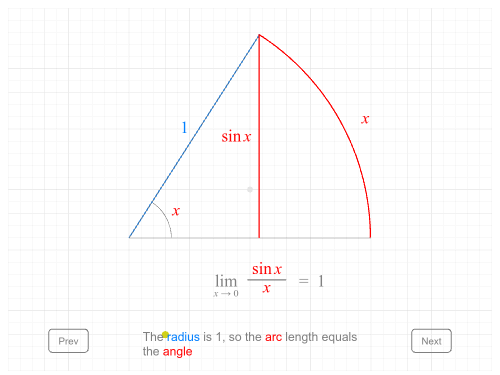 1
sin x
x
x
lim x → 0 sin x / x = 1
Prev
The radius is 1, so the arc length equals
the angle
Next